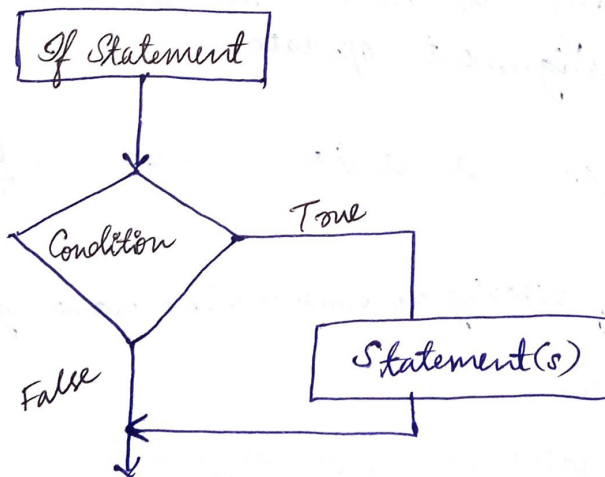 If Statement
Condition
True
Statement(s)
False